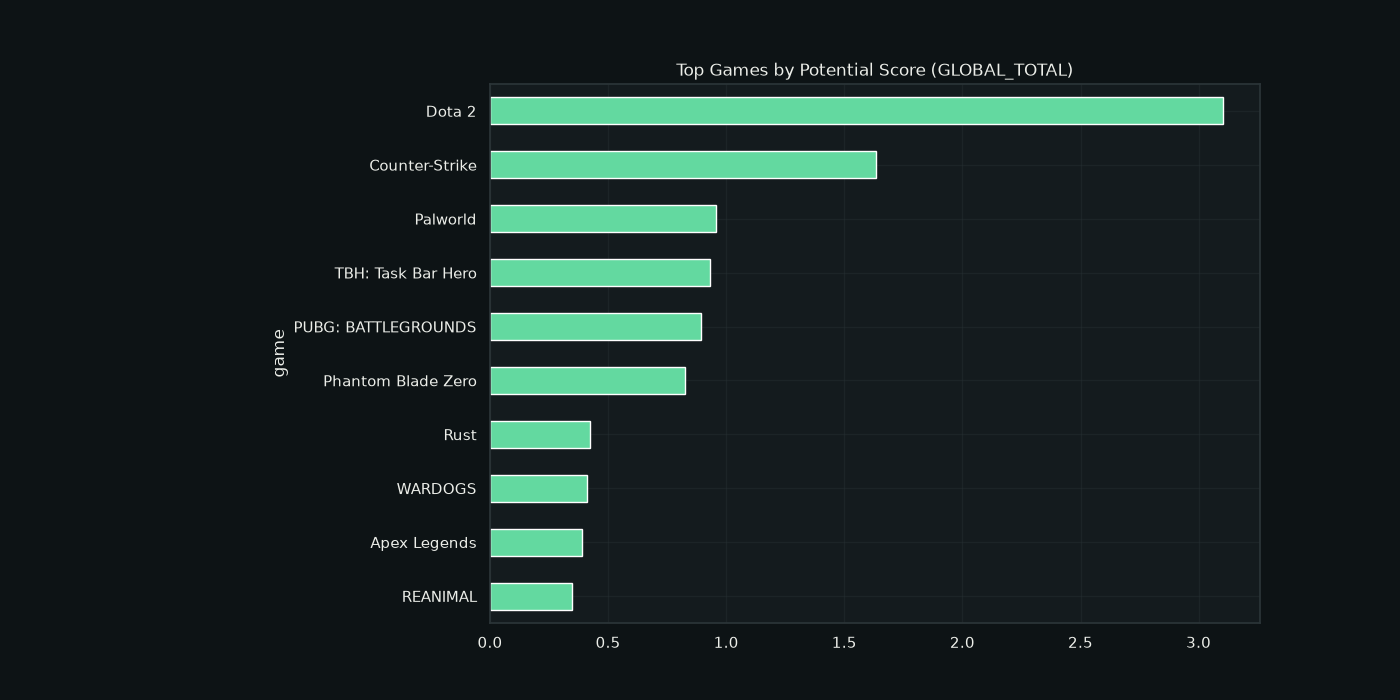 Top Games by Potential Score (GLOBAL_TOTAL)
Dota 2
Counter-Strike
Palworld
TBH: Task Bar Hero
PUBG: BATTLEGROUNDS
Phantom Blade Zero
Rust
WARDOGS
Apex Legends
REANIMAL
game
0.0 0.5 1.0 1.5 2.0 2.5 3.0